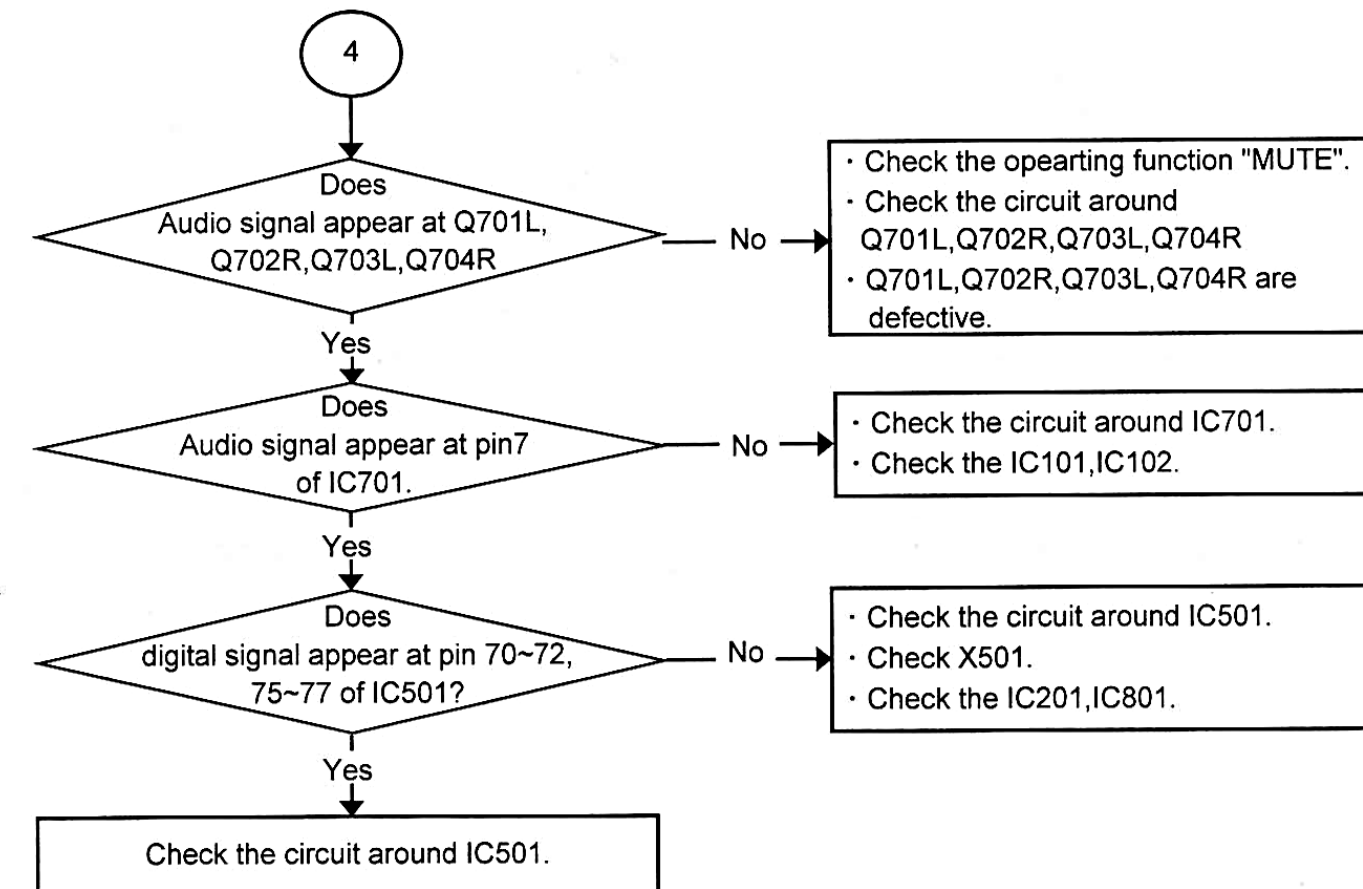 4
Does
Audio signal appear at Q701L,
Q702R,Q703L,Q704R
No
· Check the opearting function "MUTE".
· Check the circuit around
Q701L,Q702R,Q703L,Q704R
· Q701L,Q702R,Q703L,Q704R are
defective.
Yes
Does
Audio signal appear at pin7
of IC701.
No
· Check the circuit around IC701.
· Check the IC101,IC102.
Yes
Does
digital signal appear at pin 70~72,
75~77 of IC501?
No
· Check the circuit around IC501.
· Check X501.
· Check the IC201,IC801.
Yes
Check the circuit around IC501.